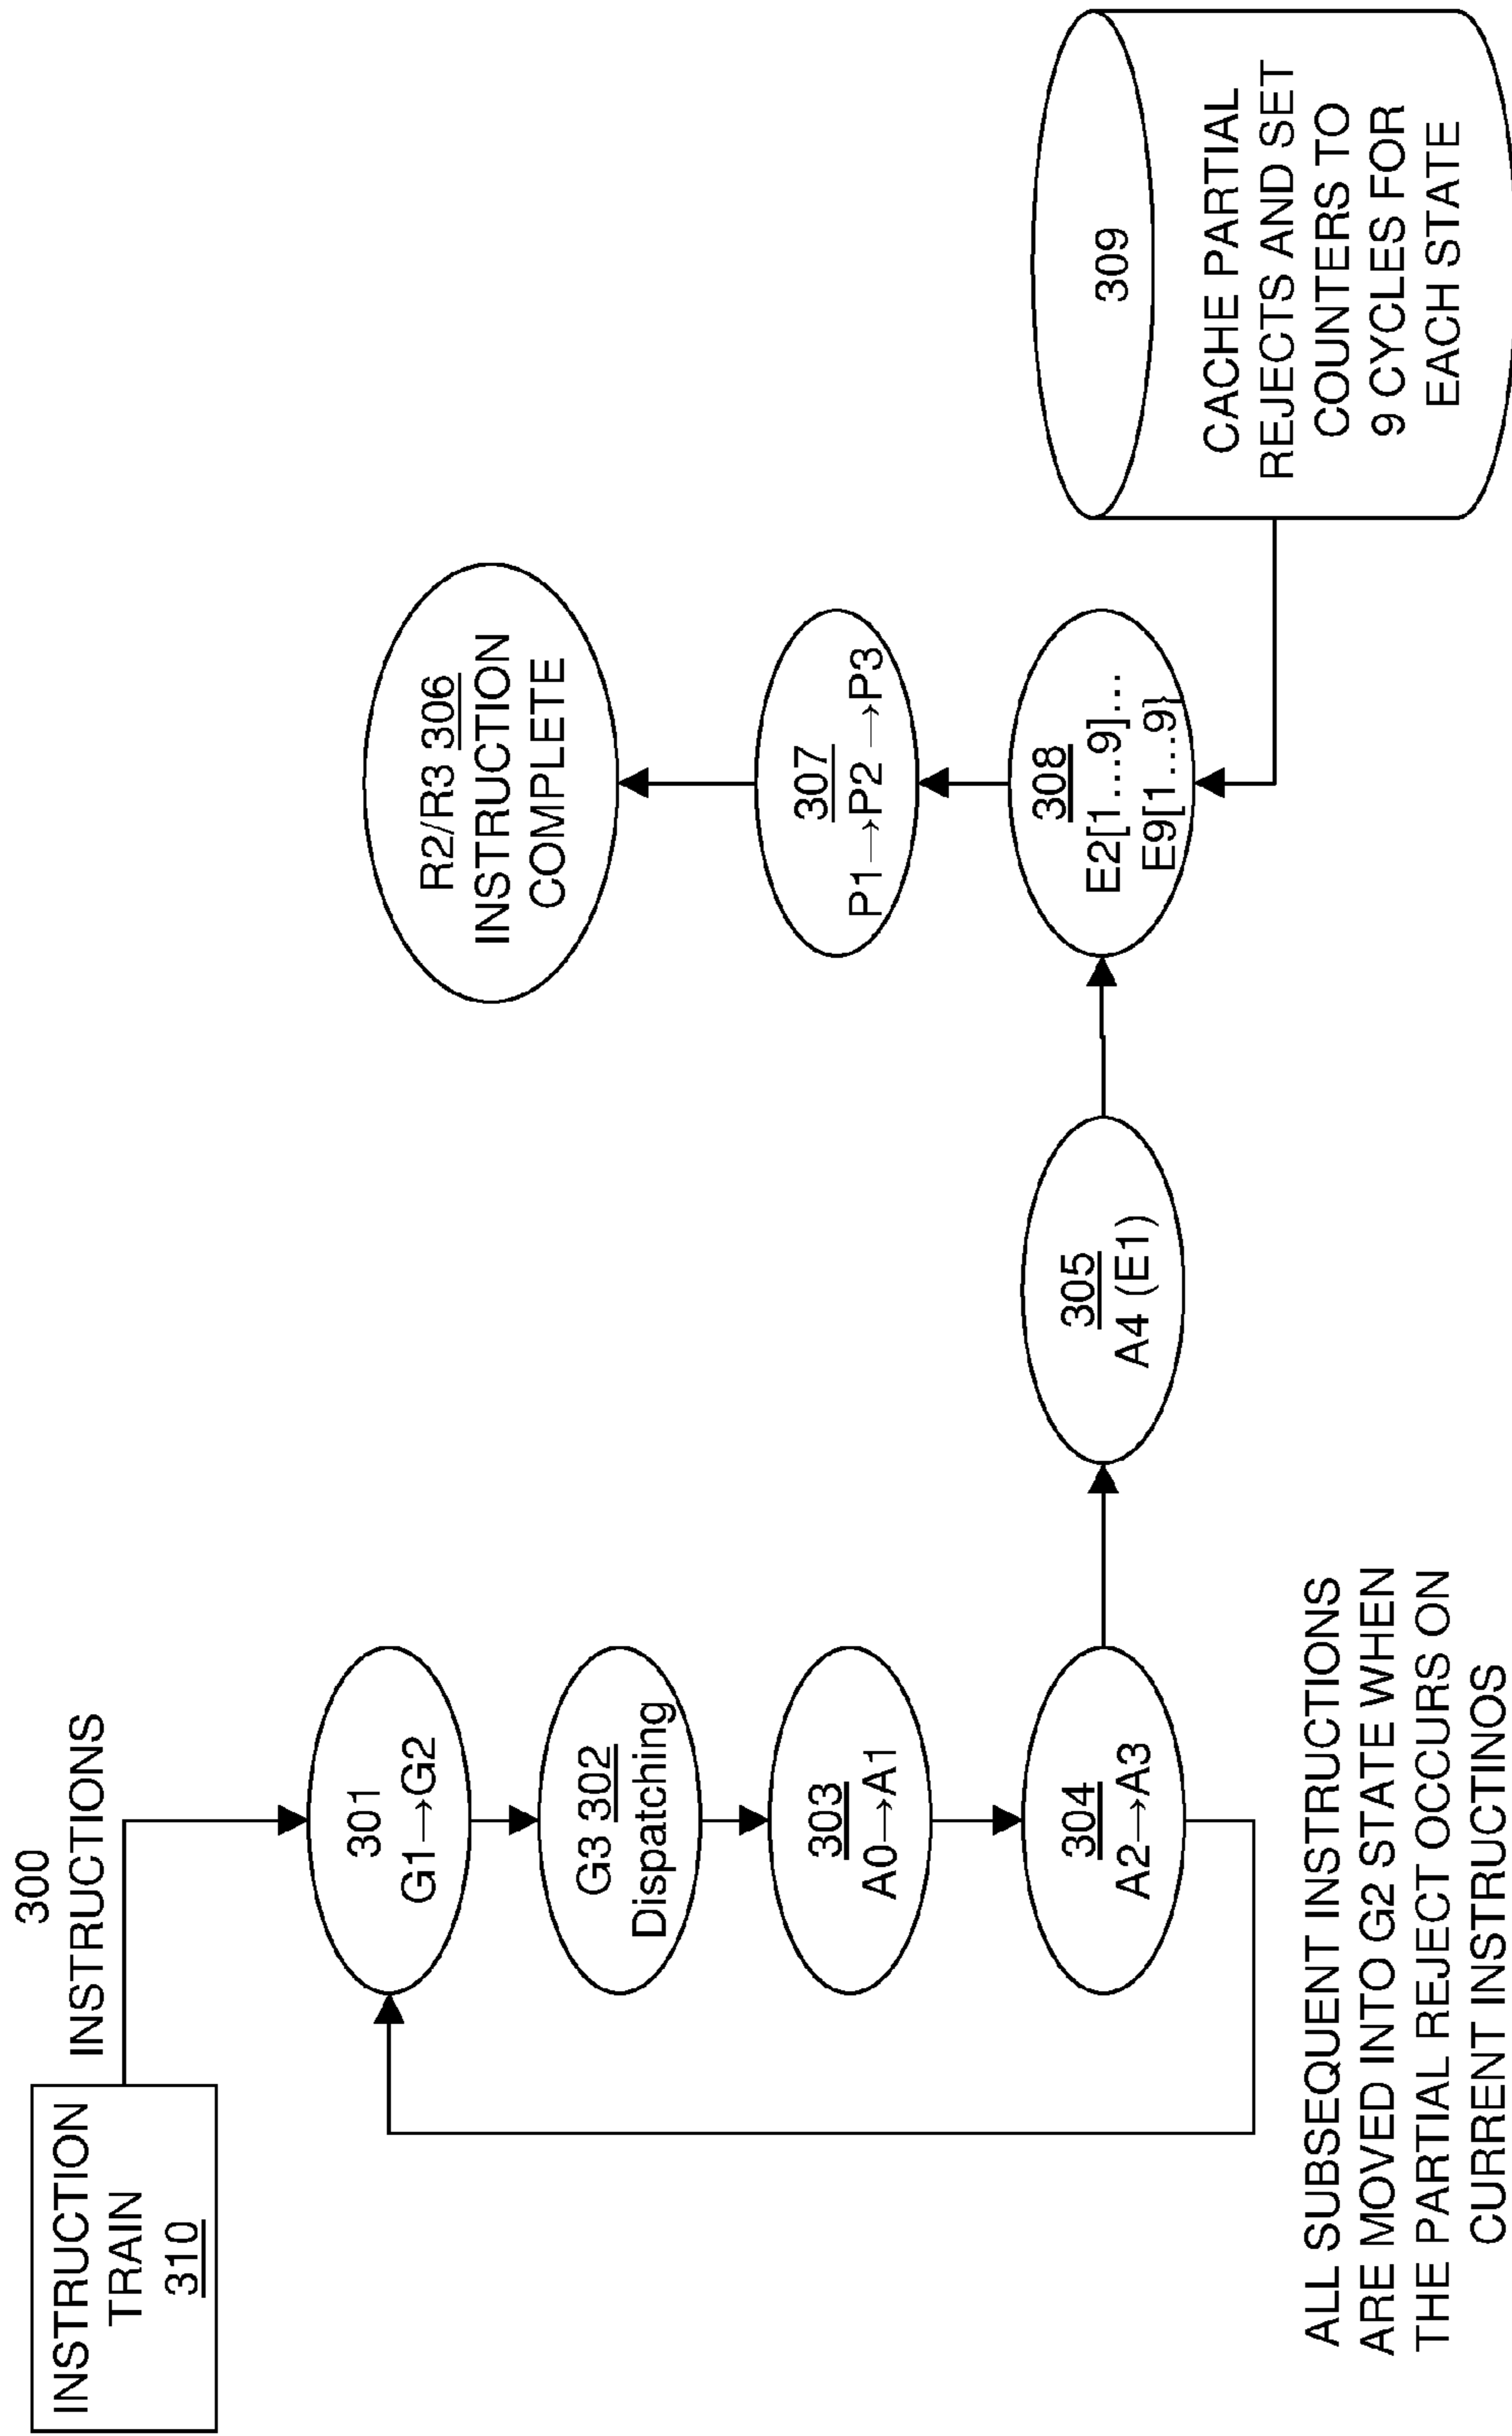 300
INSTRUCTIONS
INSTRUCTION
TRAIN
310
301
G1→G2
G3 302
Dispatching
303
A0→A1
304
A2→A3
305
A4 (E1)
R2/R3 306
INSTRUCTION
COMPLETE
307
P1→P2→P3
308
E2[1...9]...
E9[1...9}
309
CACHE PARTIAL
REJECTS AND SET
COUNTERS TO
9 CYCLES FOR
EACH STATE
ALL SUBSEQUENT INSTRUCTIONS
ARE MOVED INTO G2 STATE WHEN
THE PARTIAL REJECT OCCURS ON
CURRENT INSTRUCTINOS